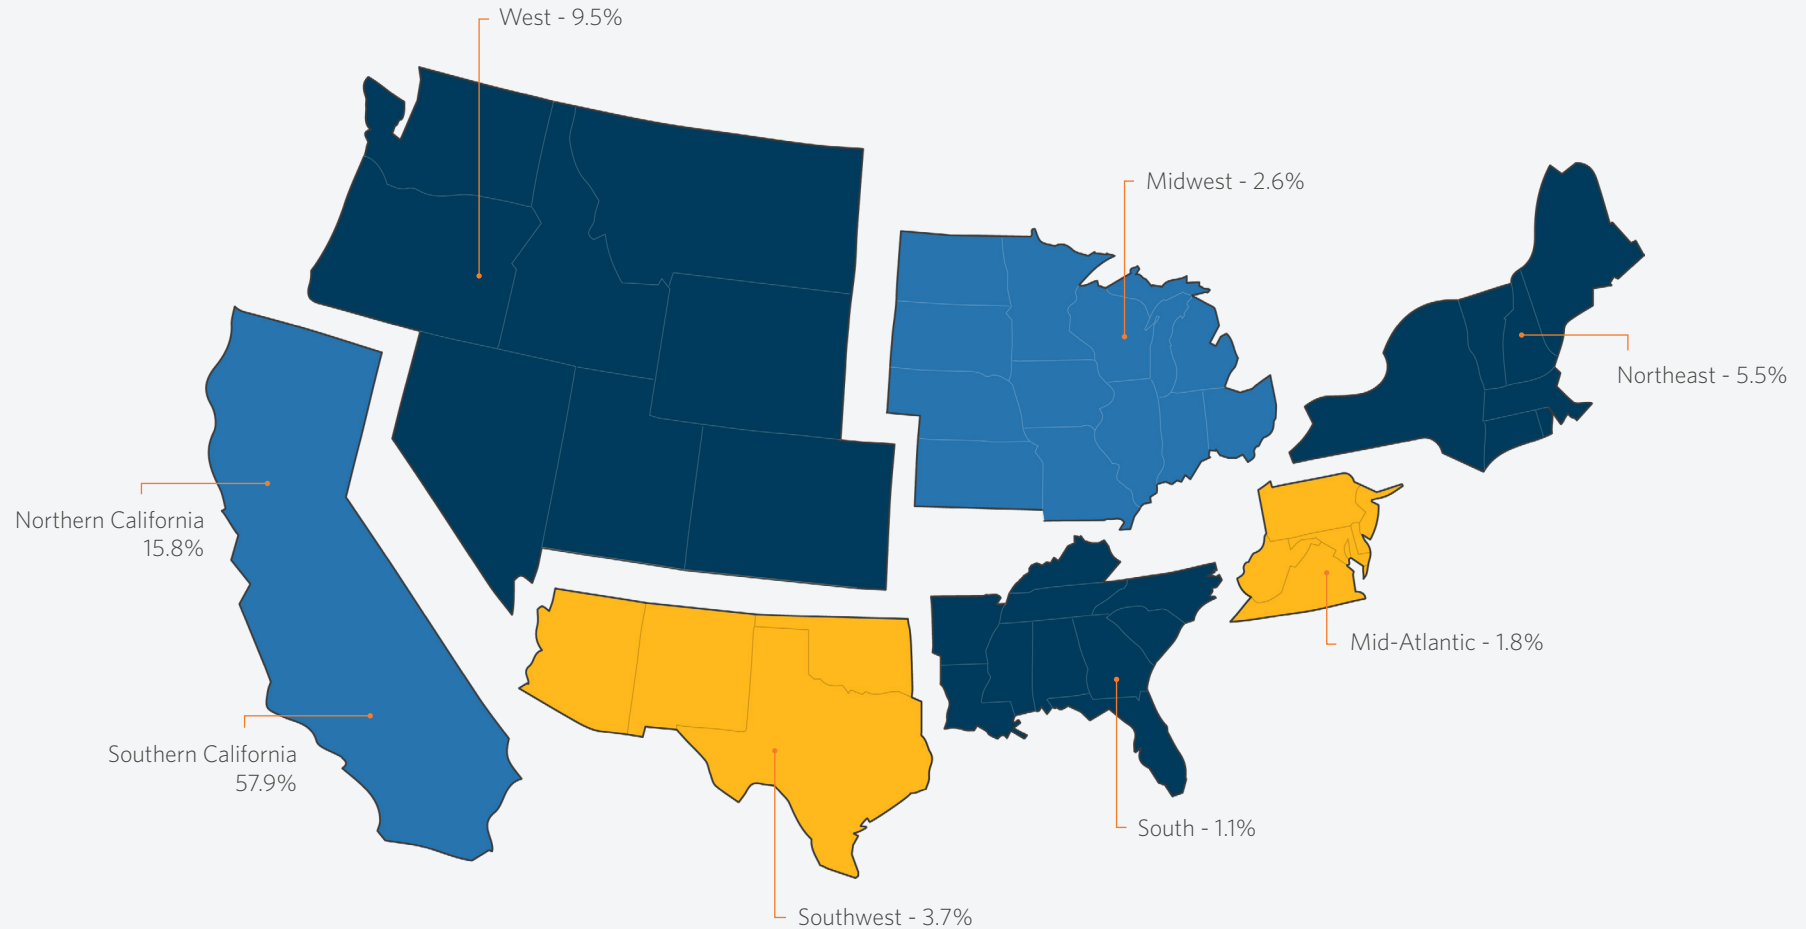 West - 9.5%
Midwest - 2.6%
Northeast - 5.5%
Northern California
15.8%
Mid-Atlantic - 1.8%
Southern California
57.9%
South - 1.1%
Southwest - 3.7%